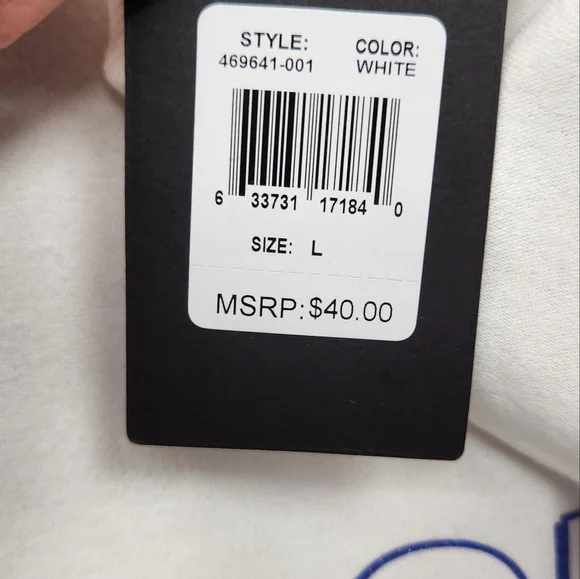 STYLE: COLOR:
469641-001 WHITE
6 33731 17184 0
SIZE: L
MSRP: $40.00